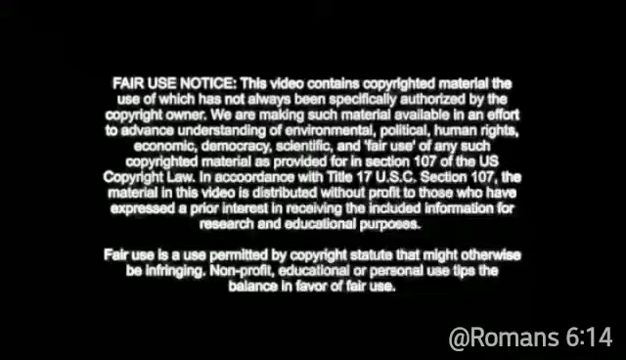 FAIR USE NOTICE: This video contains copyrighted material the
use of which has not always been specifically authorized by the
copyright owner. We are making such material available in an effort
to advance understanding of environmental, political, human rights,
economic, democracy, scientific, and 'fair use' of any such
copyrighted material as provided for in section 107 of the US
Copyright Law. In accoordance with Title 17 U.S.C. Section 107, the
material in this video is distributed without profit to those who have
expressed a prior interest in receiving the included information for
research and educational purposes.
Fair use is a use permitted by copyright statute that might otherwise
be infringing. Non-profit, educational or personal use tips the
balance in favor of fair use.
@Romans 6:14